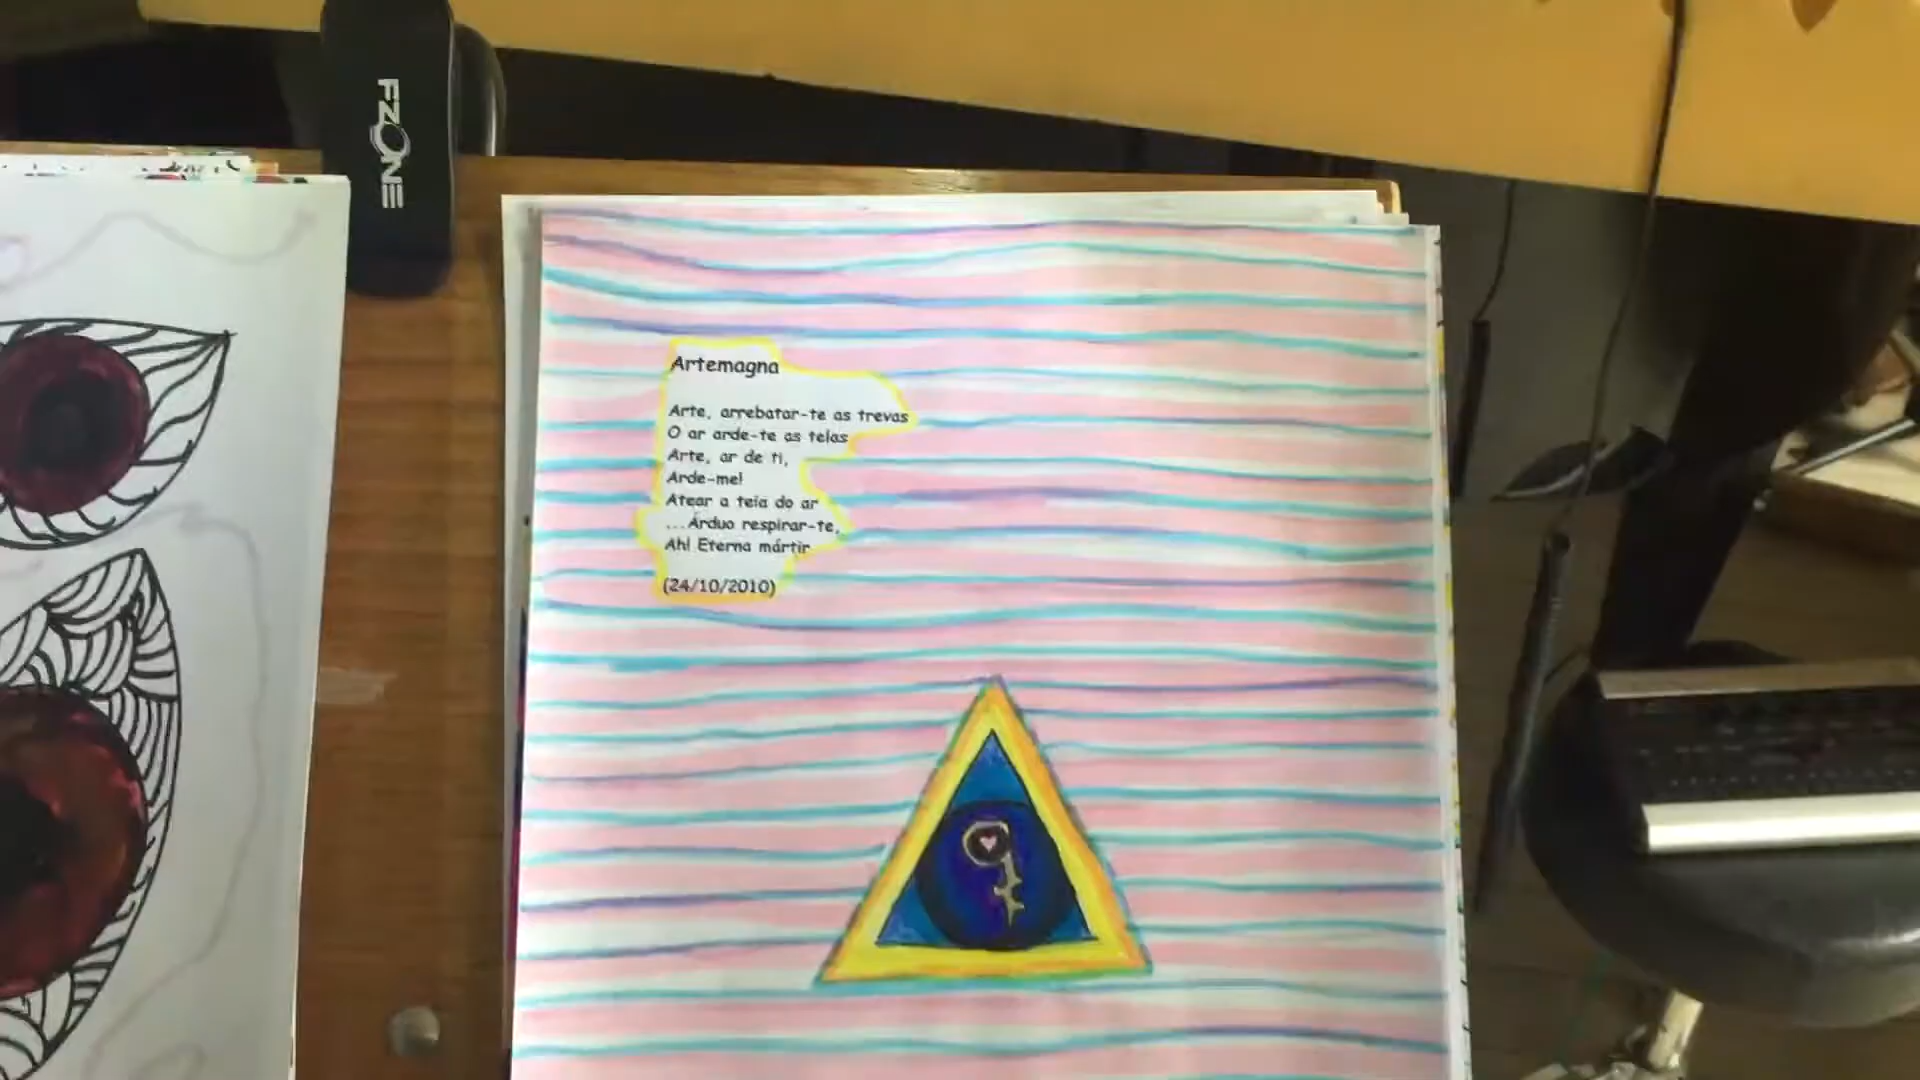 FZONE
Artemagna
Arte, arrebatar-te as trevas
O ar arde-te as telas
Arte, ar de ti,
Arde-me!
Atear a teia do ar
...Árduo respirar-te,
Ah! Eterna mártir
(24/10/2010)